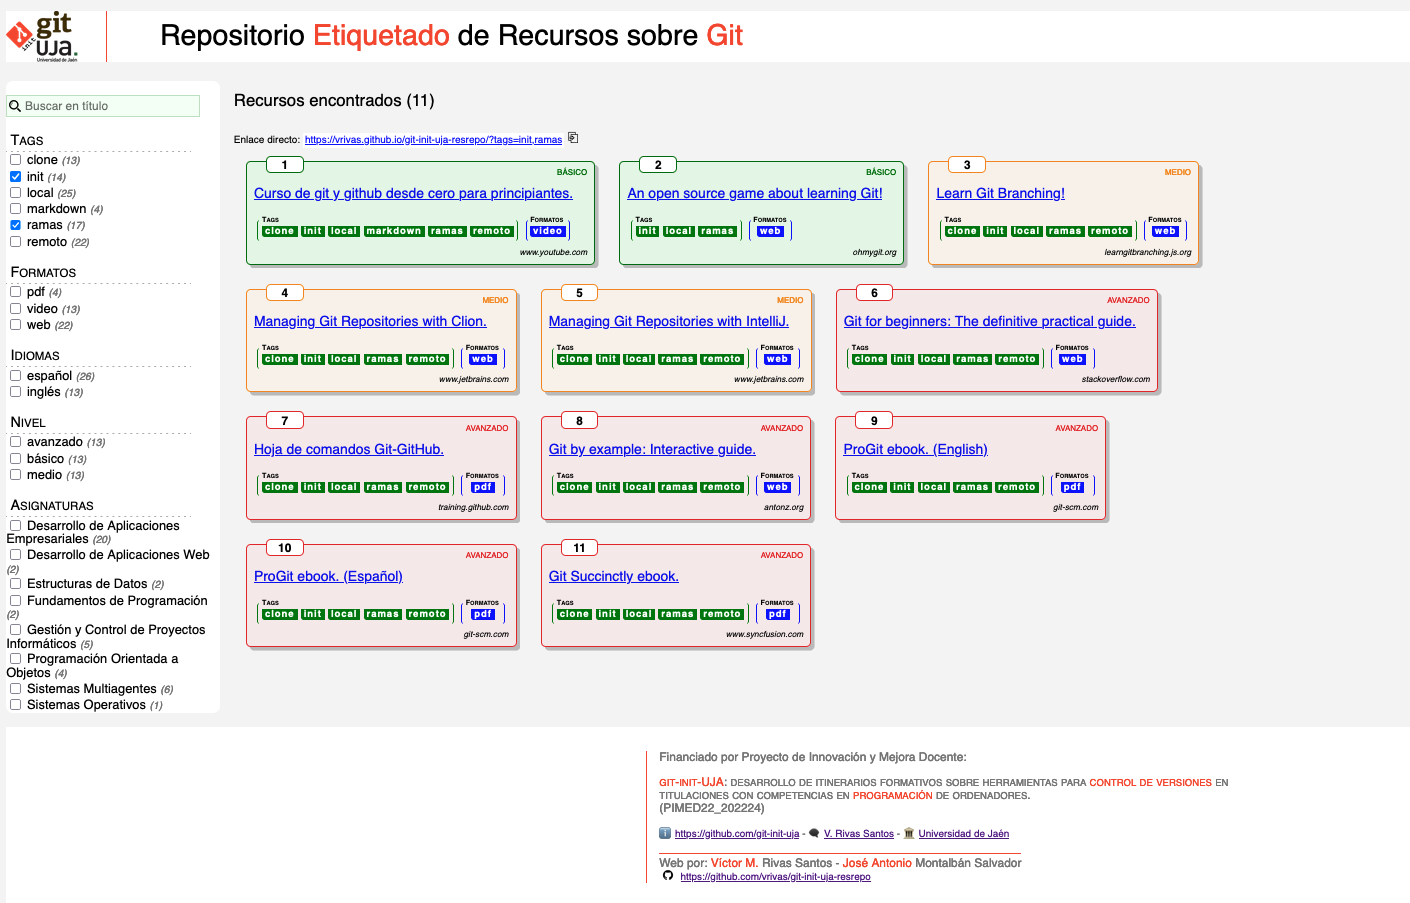 git
init
UJA.
Universidad de Jaén
Repositorio Etiquetado de Recursos sobre Git
Buscar en título
TAGS
clone (13)
init (14)
local (25)
markdown (4)
ramas (17)
remoto (22)
FORMATOS
pdf (4)
video (13)
web (22)
IDIOMAS
español (26)
inglés (13)
NIVEL
avanzado (13)
básico (13)
medio (13)
ASIGNATURAS
Desarrollo de Aplicaciones
Empresariales (20)
Desarrollo de Aplicaciones Web
(2)
Estructuras de Datos (2)
Fundamentos de Programación
(2)
Gestión y Control de Proyectos
Informáticos (5)
Programación Orientada a
Objetos (4)
Sistemas Multiagentes (6)
Sistemas Operativos (1)
Recursos encontrados (11)
Enlace directo: https://vrivas.github.io/git-init-uja-resrepo/?tags=init,ramas
1
BÁSICO
Curso de git y github desde cero para principiantes.
TAGS FORMATOS
clone init local markdown ramas remoto video
www.youtube.com
2
BÁSICO
An open source game about learning Git!
TAGS FORMATOS
init local ramas web
ohmygit.org
3
MEDIO
Learn Git Branching!
TAGS FORMATOS
clone init local ramas remoto web
learngitbranching.js.org
4
MEDIO
Managing Git Repositories with Clion.
TAGS FORMATOS
clone init local ramas remoto web
www.jetbrains.com
5
MEDIO
Managing Git Repositories with IntelliJ.
TAGS FORMATOS
clone init local ramas remoto web
www.jetbrains.com
6
AVANZADO
Git for beginners: The definitive practical guide.
TAGS FORMATOS
clone init local ramas remoto web
stackoverflow.com
7
AVANZADO
Hoja de comandos Git-GitHub.
TAGS FORMATOS
clone init local ramas remoto pdf
training.github.com
8
AVANZADO
Git by example: Interactive guide.
TAGS FORMATOS
clone init local ramas remoto web
antonz.org
9
AVANZADO
ProGit ebook. (English)
TAGS FORMATOS
clone init local ramas remoto pdf
git-scm.com
10
AVANZADO
ProGit ebook. (Español)
TAGS FORMATOS
clone init local ramas remoto pdf
git-scm.com
11
AVANZADO
Git Succinctly ebook.
TAGS FORMATOS
clone init local ramas remoto pdf
www.syncfusion.com
Financiado por Proyecto de Innovación y Mejora Docente:
GIT-INIT-UJA: DESARROLLO DE ITINERARIOS FORMATIVOS SOBRE HERRAMIENTAS PARA CONTROL DE VERSIONES EN
TITULACIONES CON COMPETENCIAS EN PROGRAMACIÓN DE ORDENADORES.
(PIMED22_202224)
https://github.com/git-init-uja - V. Rivas Santos - Universidad de Jaén
Web por: Víctor M. Rivas Santos - José Antonio Montalbán Salvador
https://github.com/vrivas/git-init-uja-resrepo